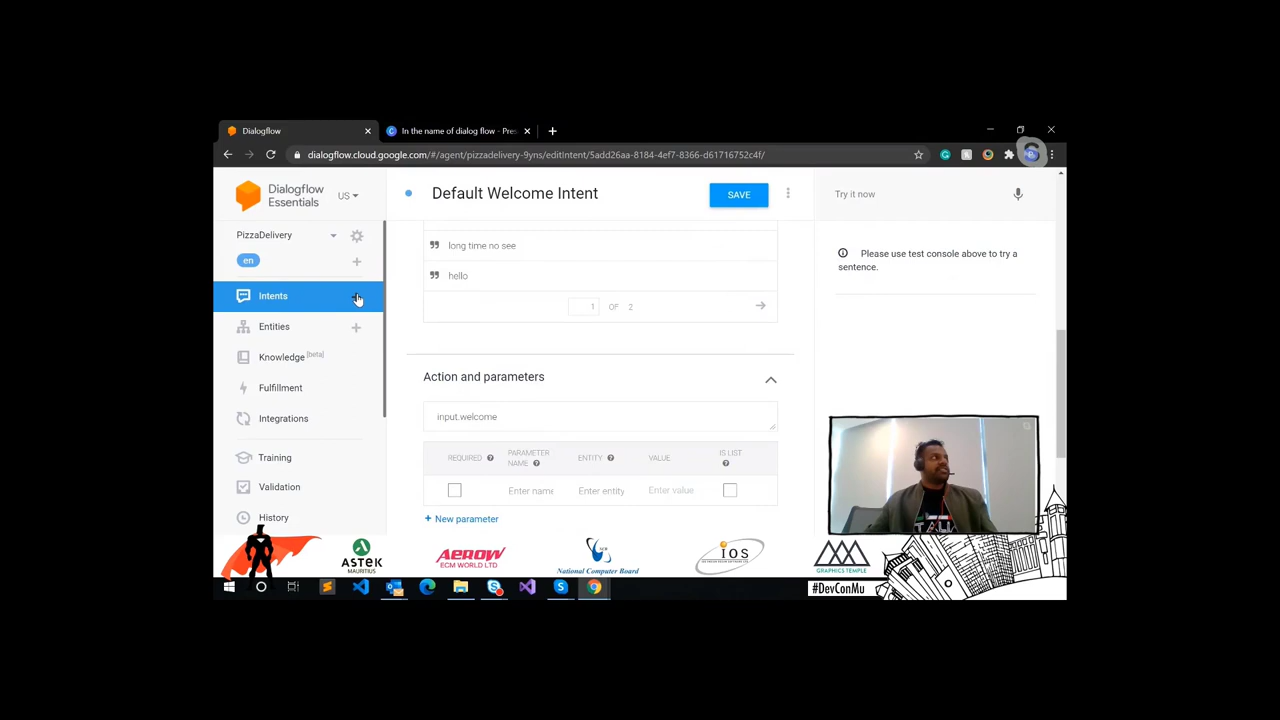 Dialogflow
In the name of dialog flow - Pres
dialogflow.cloud.google.com/#/agent/pizzadelivery-9yns/editIntent/5add26aa-8184-4ef7-8366-d61716752c4f/
Dialogflow
Essentials
US
Default Welcome Intent
SAVE
Try it now
PizzaDelivery
en
Intents
Entities
Knowledge [beta]
Fulfillment
Integrations
Training
Validation
History
long time no see
hello
1 OF 2
Action and parameters
input.welcome
REQUIRED
PARAMETER NAME
ENTITY
VALUE
IS LIST
Enter name
Enter entity
Enter value
+ New parameter
Please use test console above to try a
sentence.
ITALIA
ASTEK
MAURITIUS
AEROW
ECM WORLD LTD
NCB
National Computer Board
IOS
GRAPHICS TEMPLE
#DevConMu